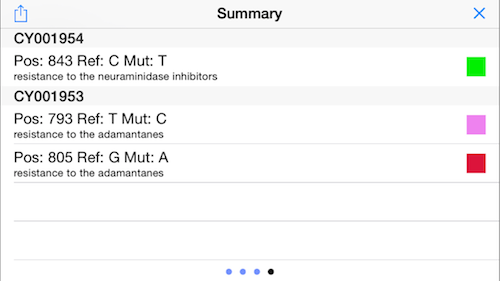 Summary
CY001954
Pos: 843 Ref: C Mut: T
resistance to the neuraminidase inhibitors
CY001953
Pos: 793 Ref: T Mut: C
resistance to the adamantanes
Pos: 805 Ref: G Mut: A
resistance to the adamantanes